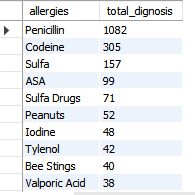 allergies total_dignosis
Penicillin 1082
Codeine 305
Sulfa 157
ASA 99
Sulfa Drugs 71
Peanuts 52
Iodine 48
Tylenol 42
Bee Stings 40
Valporic Acid 38